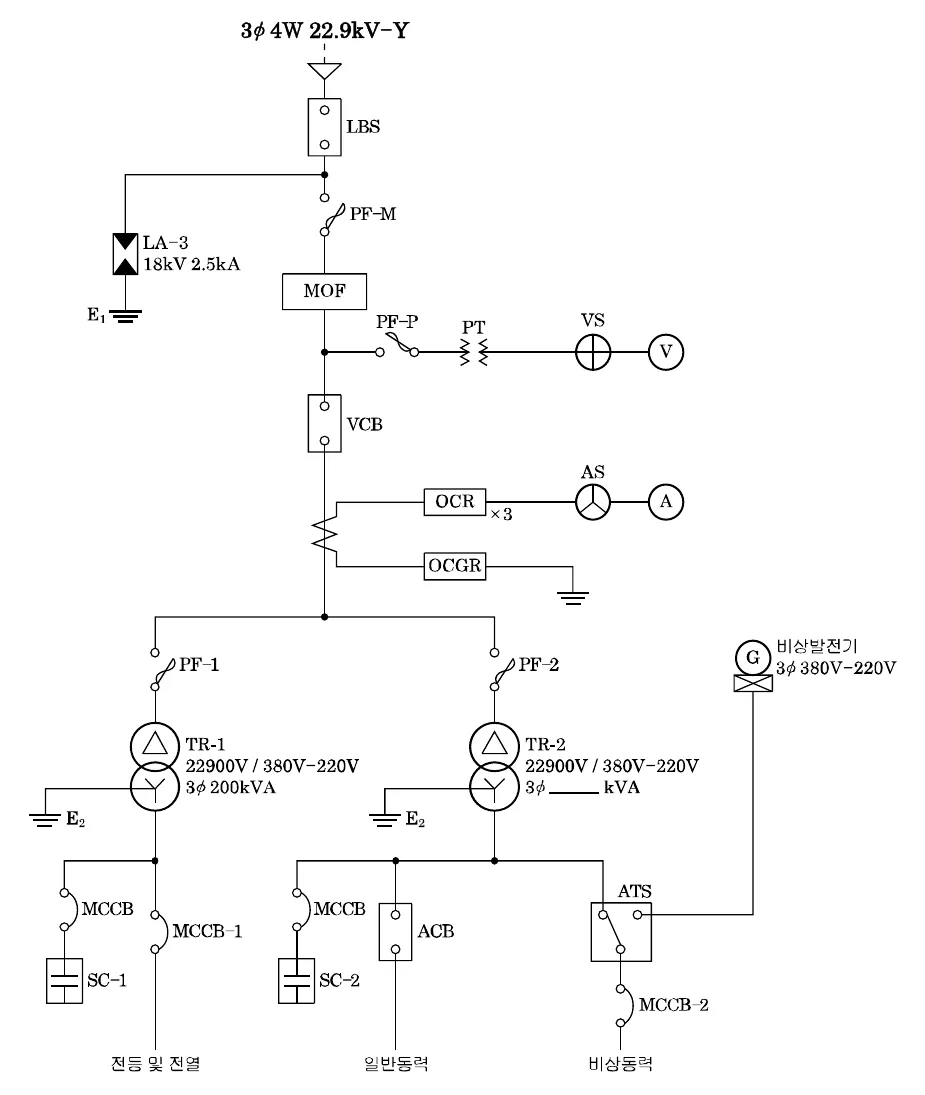 3ϕ 4W 22.9kV-Y
LBS
PF-M
LA-3
18kV 2.5kA
E₁
MOF
PF-P
PT
VS
V
VCB
AS
OCR
×3
A
OCGR
PF-1
PF-2
G
비상발전기
3ϕ 380V-220V
TR-1
22900V / 380V-220V
3ϕ 200kVA
E₂
TR-2
22900V / 380V-220V
3ϕ ____ kVA
E₂
ATS
MCCB
MCCB-1
MCCB
ACB
SC-1
SC-2
MCCB-2
전등 및 전열
일반동력
비상동력